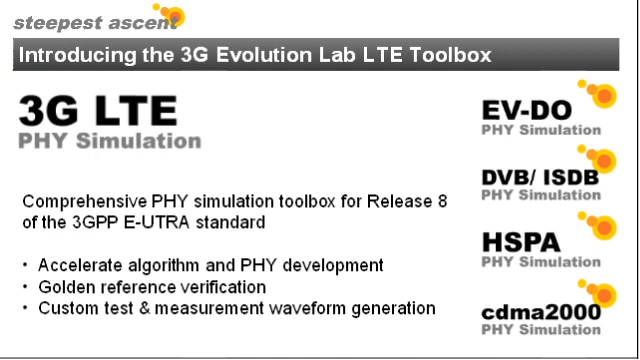 steepest ascent
Introducing the 3G Evolution Lab LTE Toolbox
3G LTE
PHY Simulation
Comprehensive PHY simulation toolbox for Release 8
of the 3GPP E-UTRA standard
• Accelerate algorithm and PHY development
• Golden reference verification
• Custom test & measurement waveform generation
EV-DO
PHY Simulation
DVB/ ISDB
PHY Simulation
HSPA
PHY Simulation
cdma2000
PHY Simulation